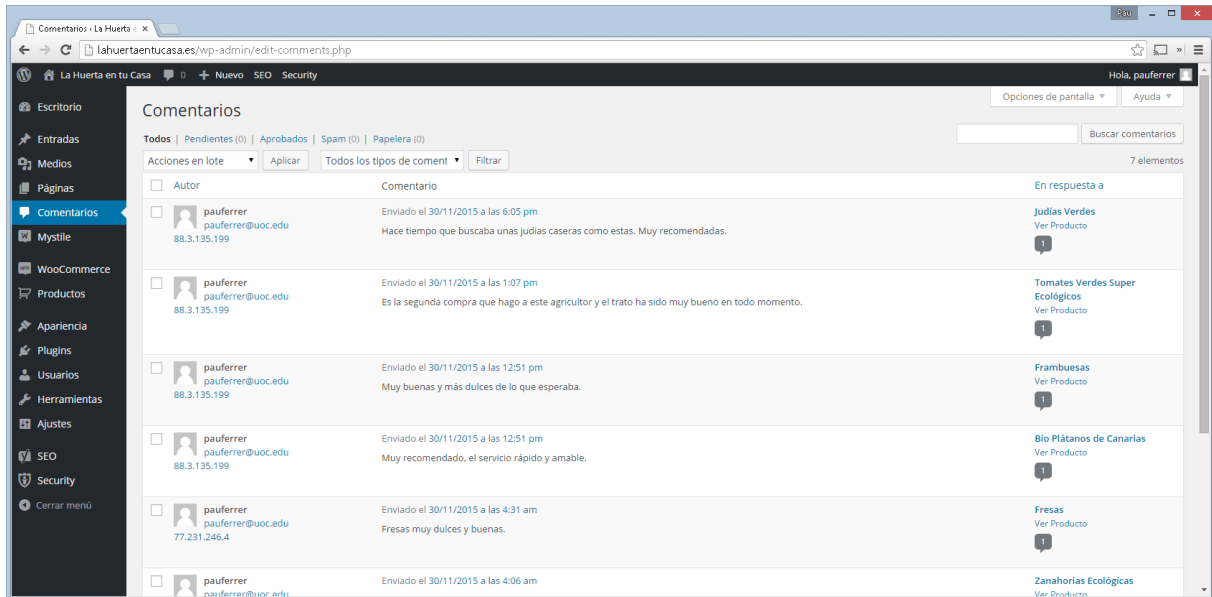 Pau
Comentarios ‹ La Huerta e
lahuertaentucasa.es/wp-admin/edit-comments.php
La Huerta en tu Casa 0 + Nuevo SEO Security Hola, pauferrer
Opciones de pantalla Ayuda
Escritorio
Entradas
Medios
Páginas
Comentarios
Mystile
WooCommerce
Productos
Apariencia
Plugins
Usuarios
Herramientas
Ajustes
SEO
Security
Cerrar menú
Comentarios
Todos | Pendientes (0) | Aprobados | Spam (0) | Papelera (0)
Buscar comentarios
Acciones en lote Aplicar Todos los tipos de coment Filtrar 7 elementos
Autor Comentario En respuesta a
pauferrer
pauferrer@uoc.edu
88.3.135.199
Enviado el 30/11/2015 a las 6:05 pm
Hace tiempo que buscaba unas judias caseras como estas. Muy recomendadas.
Judías Verdes
Ver Producto
1
pauferrer
pauferrer@uoc.edu
88.3.135.199
Enviado el 30/11/2015 a las 1:07 pm
Es la segunda compra que hago a este agricultor y el trato ha sido muy bueno en todo momento.
Tomates Verdes Super
Ecológicos
Ver Producto
1
pauferrer
pauferrer@uoc.edu
88.3.135.199
Enviado el 30/11/2015 a las 12:51 pm
Muy buenas y más dulces de lo que esperaba.
Frambuesas
Ver Producto
1
pauferrer
pauferrer@uoc.edu
88.3.135.199
Enviado el 30/11/2015 a las 12:51 pm
Muy recomendado, el servicio rápido y amable.
Bio Plátanos de Canarias
Ver Producto
1
pauferrer
pauferrer@uoc.edu
77.231.246.4
Enviado el 30/11/2015 a las 4:31 am
Fresas muy dulces y buenas.
Fresas
Ver Producto
1
pauferrer
pauferrer@uoc.edu
Enviado el 30/11/2015 a las 4:06 am
Zanahorias Ecológicas
Ver Producto